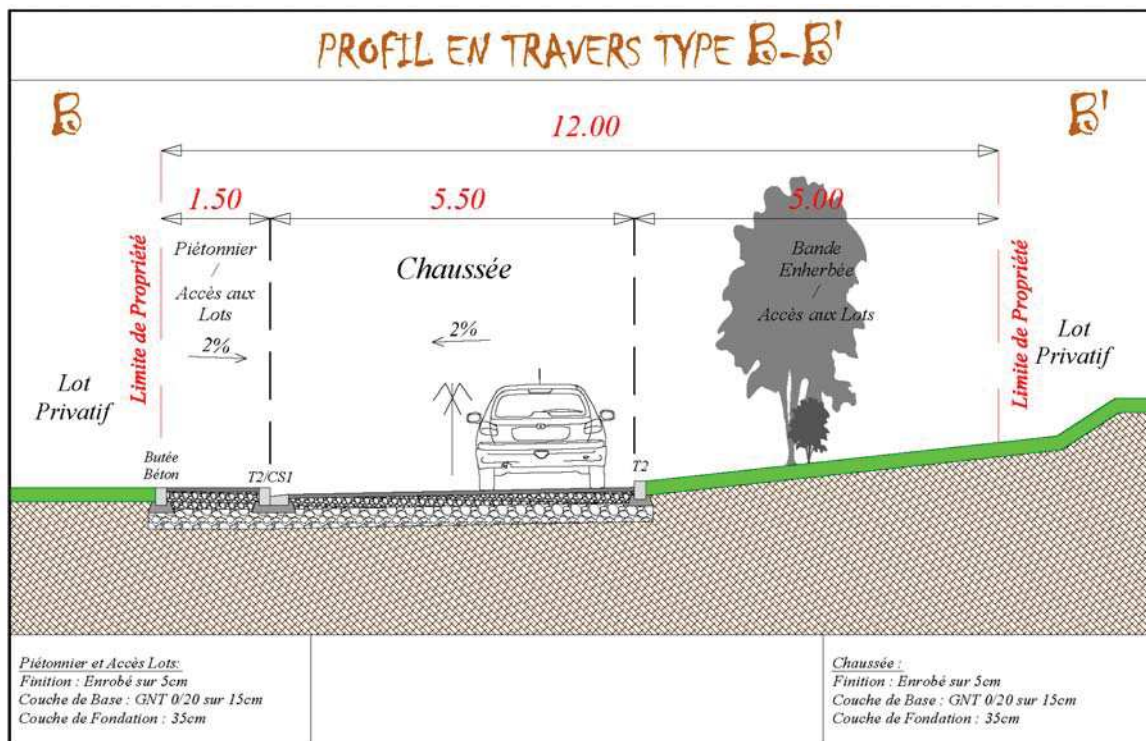 PROFIL EN TRAVERS TYPE B-B'
B
B'
12.00
1.50
5.50
5.00
Limite de Propriété
Piétonnier
/
Accès aux
Lots
2%
Chaussée
2%
Bande
Enherbée
/
Accès aux Lots
Limite de Propriété
Lot
Privatif
Lot
Privatif
Butée
Béton
T2/CS1
T2
Piétonnier et Accès Lots:
Finition : Enrobé sur 5cm
Couche de Base : GNT 0/20 sur 15cm
Couche de Fondation : 35cm
Chaussée :
Finition : Enrobé sur 5cm
Couche de Base : GNT 0/20 sur 15cm
Couche de Fondation : 35cm